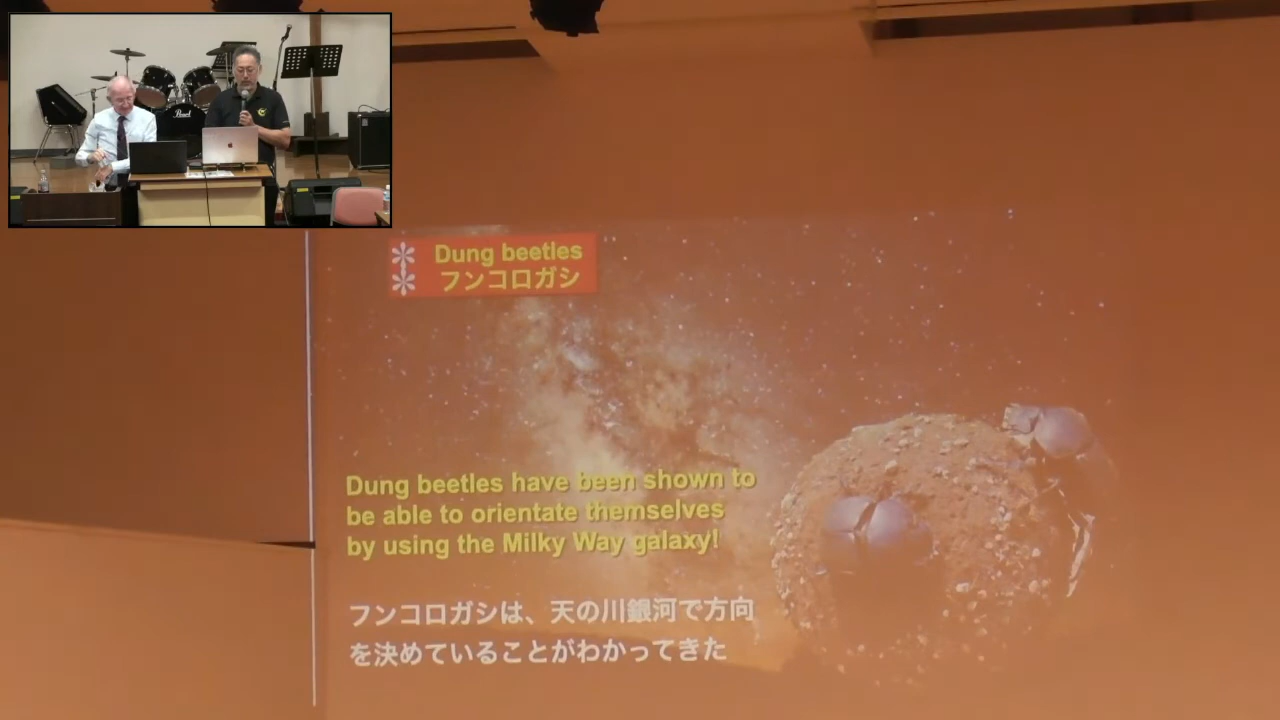 Pearl
Dung beetles
フンコロガシ
Dung beetles have been shown to
be able to orientate themselves
by using the Milky Way galaxy!
フンコロガシは、天の川銀河で方向
を決めていることがわかってきた